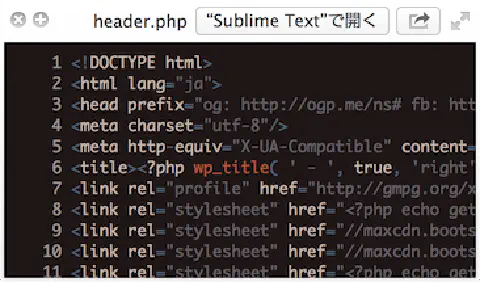 header.php "Sublime Text"で開く
1 <!DOCTYPE html>
2 <html lang="ja">
3 <head prefix="og: http://ogp.me/ns# fb: htt
4 <meta charset="utf-8"/>
5 <meta http-equiv="X-UA-Compatible" content=
6 <title><?php wp_title( ' - ', true, 'right'
7 <link rel="profile" href="http://gmpg.org/x
8 <link rel="stylesheet" href="<?php echo get
9 <link rel="stylesheet" href="//maxcdn.boots
10 <link rel="stylesheet" href="//maxcdn.boots
11 <link rel="stylesheet" href="<?php echo get